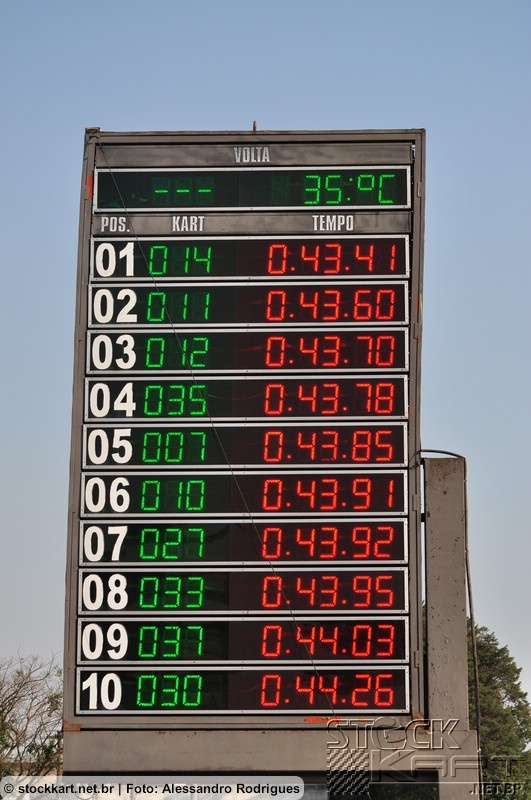 VOLTA
--- 35:ºC
POS. KART TEMPO
01 014 0.43.41
02 011 0.43.60
03 012 0.43.70
04 035 0.43.78
05 007 0.43.85
06 010 0.43.91
07 027 0.43.92
08 033 0.43.95
09 037 0.44.03
10 030 0.44.26
STOCK
KART
.NET.BR
© stockkart.net.br | Foto: Alessandro Rodrigues